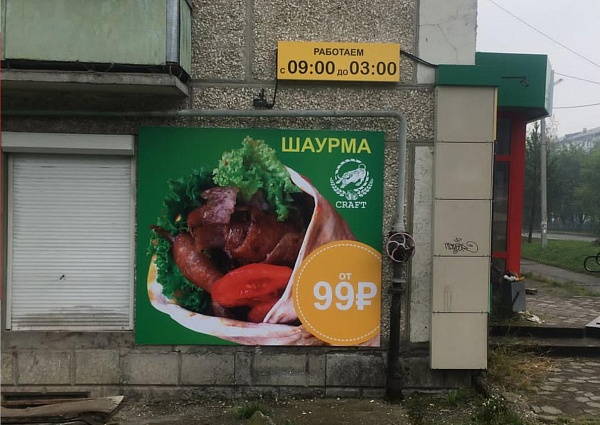 РАБОТАЕМ
с 09:00 до 03:00
ШАУРМА
CRAFT
от
99₽